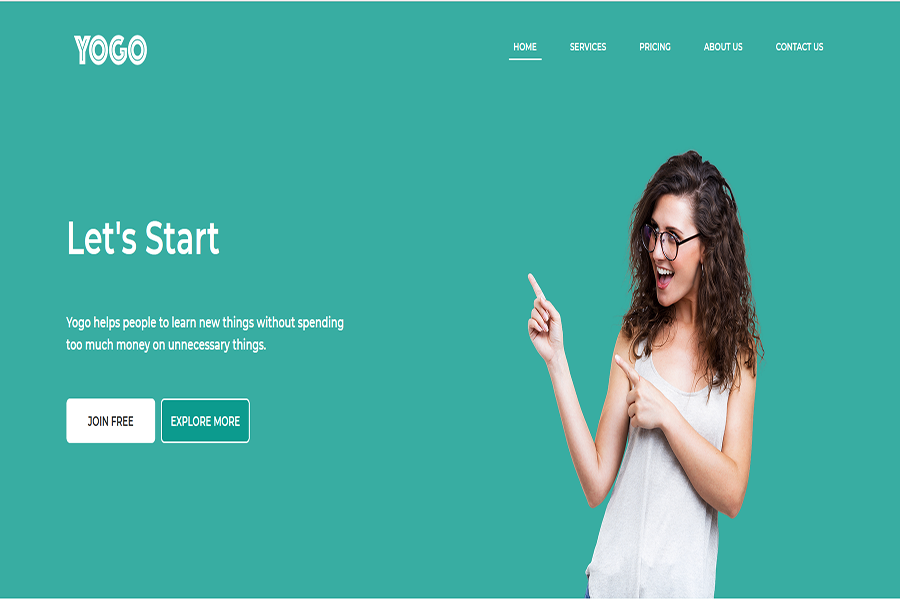 YOGO
HOME SERVICES PRICING ABOUT US CONTACT US
Let's Start
Yogo helps people to learn new things without spending
too much money on unnecessary things.
JOIN FREE EXPLORE MORE